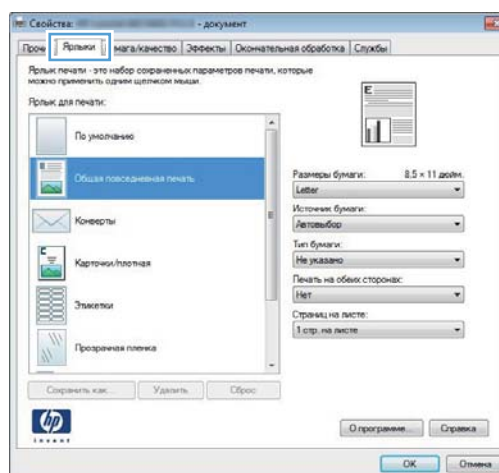 Свойства: - документ
Проче Ярлыки мага/качество Эффекты Окончательная обработка Службы
Ярлык печати - это набор сохраненных параметров печати, которые
можно применить одним щелчком мыши.
Ярлык для печати:
По умолчанию
Общая повседневная печать
Конверты
Карточки/плотная
Этикетки
Прозрачная пленка
E
Размеры бумаги: 8.5 × 11 дюйм.
Letter
Источник бумаги:
Автовыбор
Тип бумаги:
Не указано
Печать на обеих сторонах:
Нет
Страниц на листе:
1 стр. на листе
Сохранить как... Удалить Сброс
hp
invent
О программе... Справка
OK Отмена